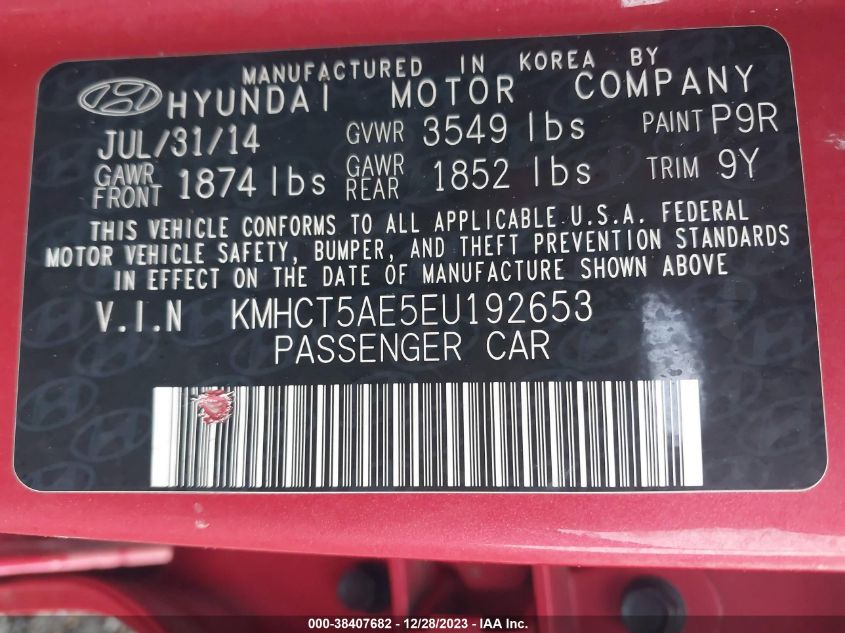 MANUFACTURED IN KOREA BY
HYUNDAI MOTOR COMPANY
JUL/31/14 GVWR 3549 lbs PAINT P9R
GAWR FRONT 1874 lbs GAWR REAR 1852 lbs TRIM 9Y
THIS VEHICLE CONFORMS TO ALL APPLICABLE U.S.A. FEDERAL
MOTOR VEHICLE SAFETY, BUMPER, AND THEFT PREVENTION STANDARDS
IN EFFECT ON THE DATE OF MANUFACTURE SHOWN ABOVE
V.I.N KMHCT5AE5EU192653
PASSENGER CAR
000-38407682 - 12/28/2023 - IAA Inc.